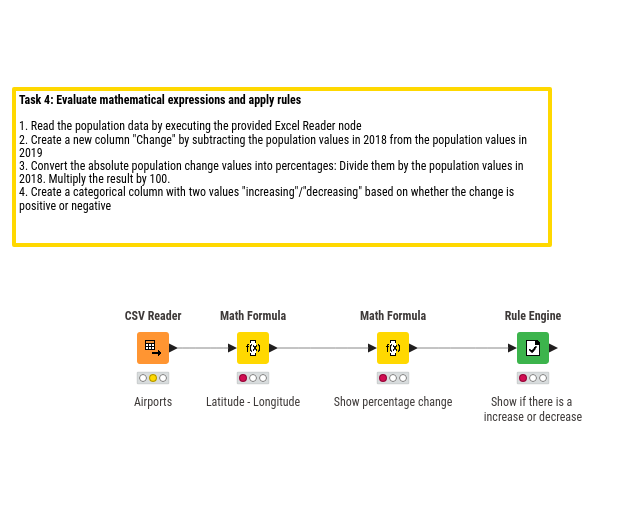 Task 4: Evaluate mathematical expressions and apply rules
1. Read the population data by executing the provided Excel Reader node
2. Create a new column "Change" by subtracting the population values in 2018 from the population values in
2019
3. Convert the absolute population change values into percentages: Divide them by the population values in
2018. Multiply the result by 100.
4. Create a categorical column with two values "increasing"/"decreasing" based on whether the change is
positive or negative
CSV Reader
Math Formula
Math Formula
Rule Engine
f(x)
f(x)
Airports
Latitude - Longitude
Show percentage change
Show if there is a
increase or decrease